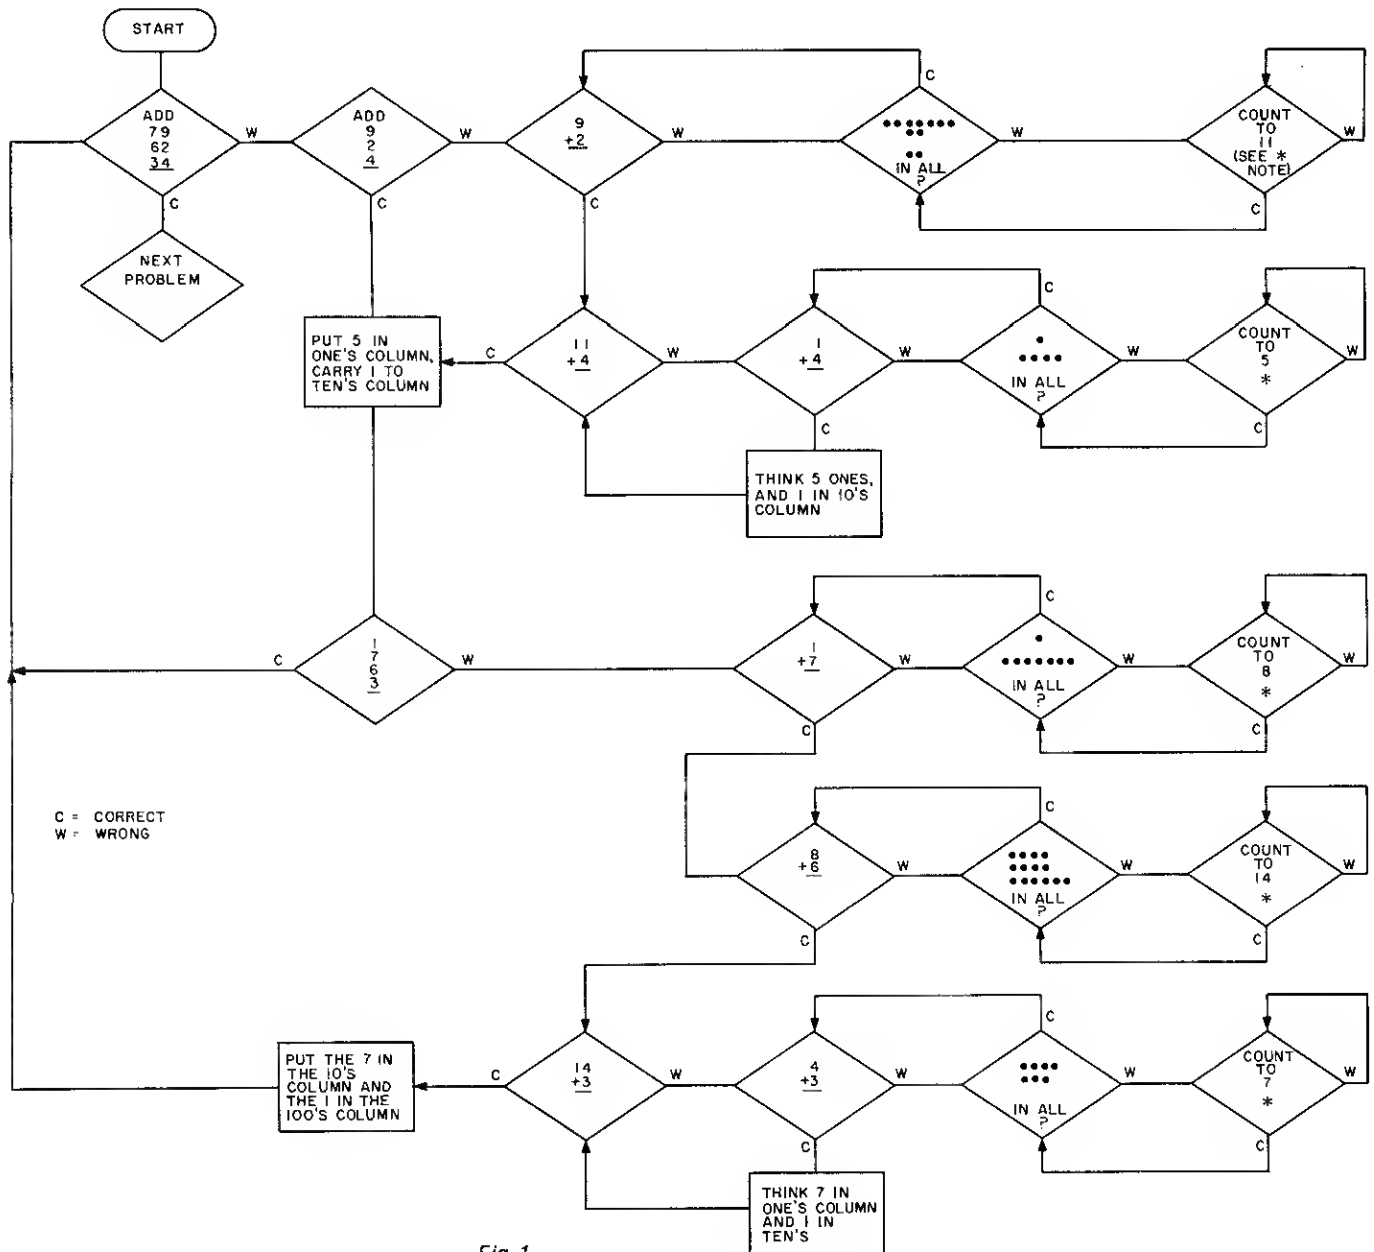 START
ADD
79
62
34
W
C
NEXT
PROBLEM
ADD
9
2
4
W
C
9
+2
W
C
C
IN ALL
?
COUNT
TO
11
(SEE *
NOTE)
W
C
PUT 5 IN
ONE'S COLUMN,
CARRY 1 TO
TEN'S COLUMN
C
11
+4
W
1
+4
W
C
C
IN ALL
?
W
COUNT
TO
5
*
W
C
THINK 5 ONES,
AND 1 IN 10'S
COLUMN
C
1
7
6
3
W
1
+7
W
C
C
IN ALL
?
W
COUNT
TO
8
*
W
C
C = CORRECT
W = WRONG
8
+6
W
C
C
IN ALL
?
W
COUNT
TO
14
*
W
C
PUT THE 7 IN
THE 10'S
COLUMN AND
THE 1 IN THE
100'S COLUMN
C
14
+3
W
4
+3
W
C
C
IN ALL
?
W
COUNT
TO
7
*
W
C
THINK 7 IN
ONE'S COLUMN
AND 1 IN
TEN'S
Fig. 1